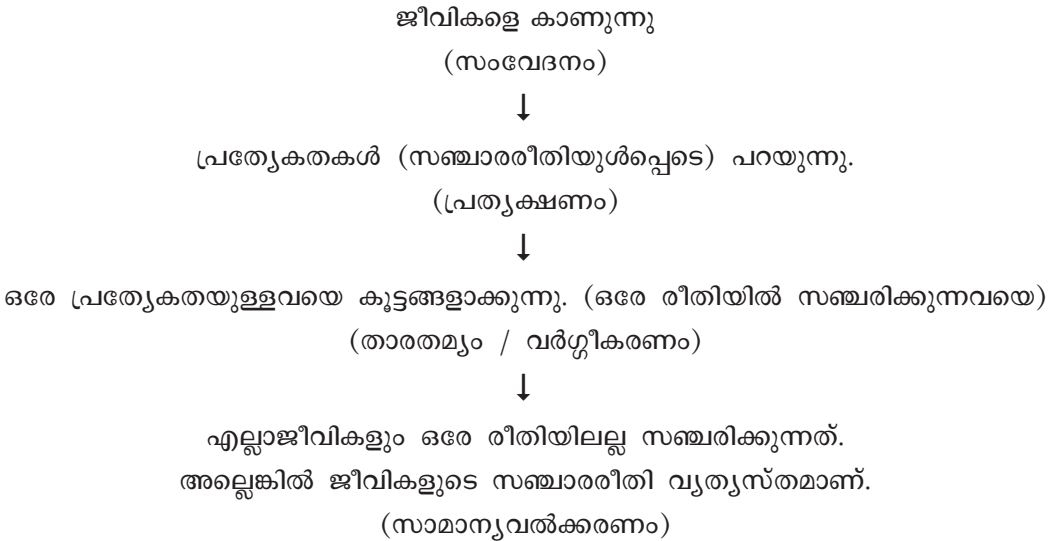 ജീവികളെ കാണുന്നു
(സംവേദനം)
↓
പ്രത്യേകതകൾ (സഞ്ചാരരീതിയുൾപ്പെടെ) പറയുന്നു.
(പ്രത്യക്ഷണം)
↓
ഒരേ പ്രത്യേകതയുള്ളവയെ കൂട്ടങ്ങളാക്കുന്നു. (ഒരേ രീതിയിൽ സഞ്ചരിക്കുന്നവയെ)
(താരതമ്യം / വർഗ്ഗീകരണം)
↓
എല്ലാജീവികളും ഒരേ രീതിയിലല്ല സഞ്ചരിക്കുന്നത്.
അല്ലെങ്കിൽ ജീവികളുടെ സഞ്ചാരരീതി വ്യത്യസ്തമാണ്.
(സാമാന്യവൽക്കരണം)